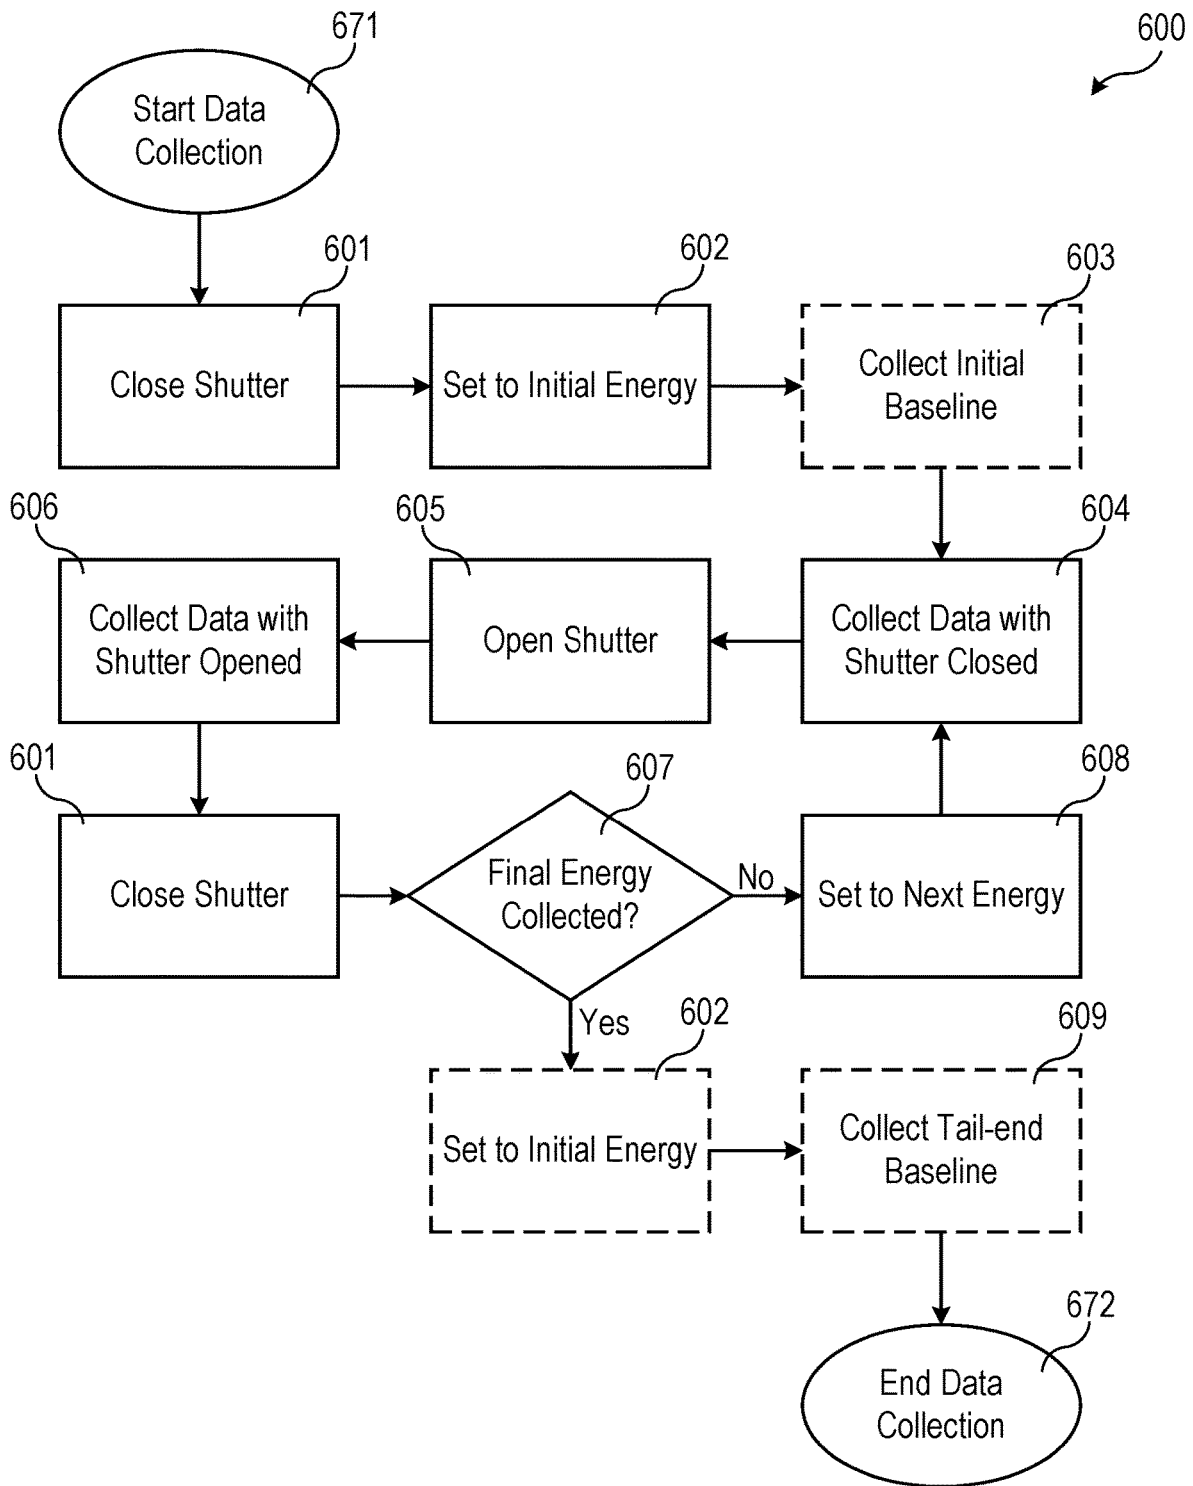 671
600
Start Data
Collection
601
602
603
Close Shutter
Set to Initial Energy
Collect Initial
Baseline
606
605
604
Collect Data with
Shutter Opened
Open Shutter
Collect Data with
Shutter Closed
601
607
608
Close Shutter
Final Energy
Collected?
No
Set to Next Energy
Yes
602
609
Set to Initial Energy
Collect Tail-end
Baseline
672
End Data
Collection